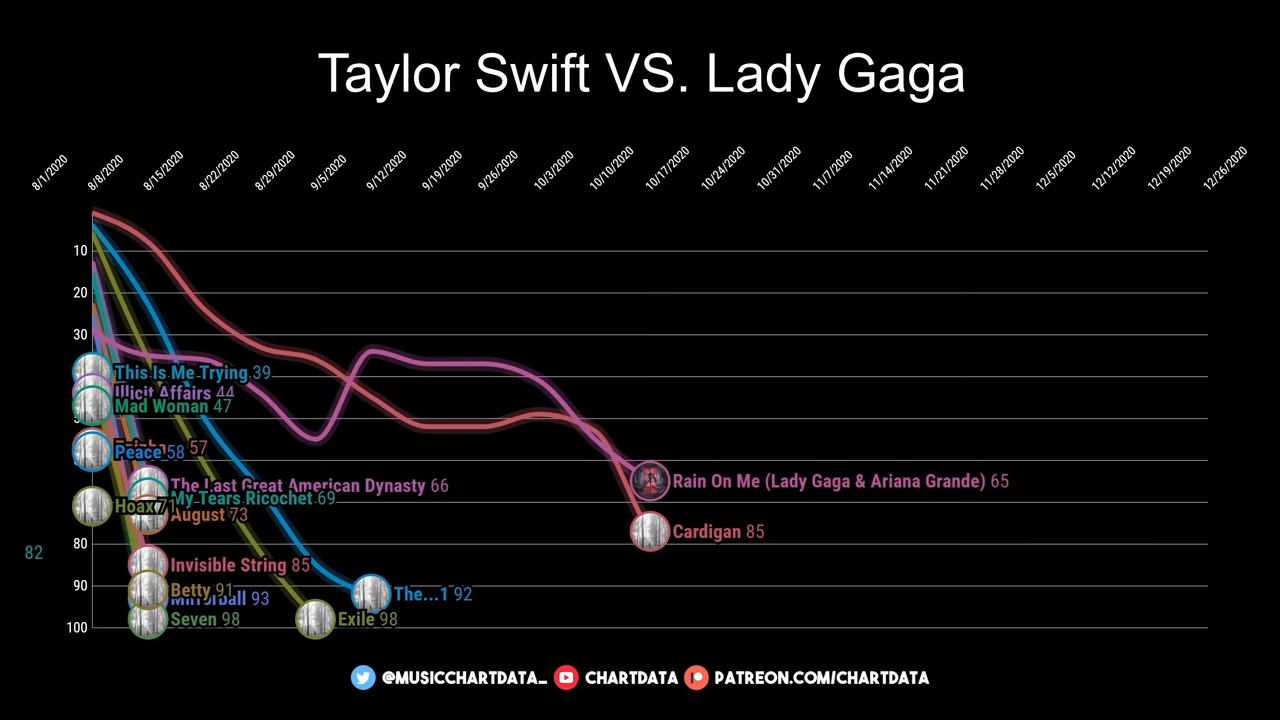 Taylor Swift VS. Lady Gaga
8/1/2020
8/8/2020
8/15/2020
8/22/2020
8/29/2020
9/5/2020
9/12/2020
9/19/2020
9/26/2020
10/3/2020
10/10/2020
10/17/2020
10/24/2020
10/31/2020
11/7/2020
11/14/2020
11/21/2020
11/28/2020
12/5/2020
12/12/2020
12/19/2020
12/26/2020
10
20
30
This Is Me Trying 39
Illicit Affairs 44
Mad Woman 47
57
Peace 58
Rain On Me (Lady Gaga & Ariana Grande) 65
The Last Great American Dynasty 66
My Tears Ricochet 69
Hoax 71
August 73
Cardigan 85
80
82
Invisible String 85
90
Betty 91
The...1 92
Mirrorball 93
Seven 98
Exile 98
100
@MUSICCHARTDATA_ CHARTDATA PATREON.COM/CHARTDATA